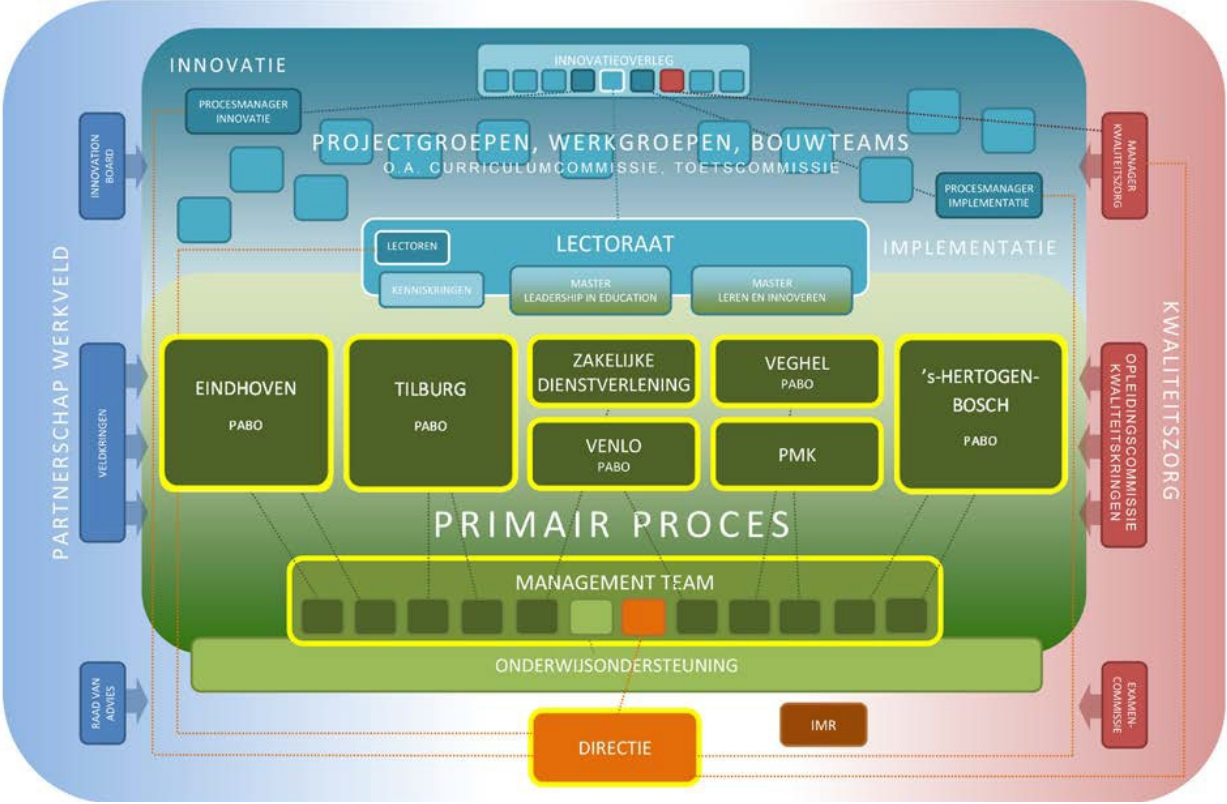 INNOVATIE
INNOVATIEOVERLEG
PROCESMANAGER
INNOVATIE
PROJECTGROEPEN, WERKGROEPEN, BOUWTEAMS
O.A. CURRICULUMCOMMISSIE, TOETSCOMMISSIE
PROCESMANAGER
IMPLEMENTATIE
LECTORAAT
LECTOREN
IMPLEMENTATIE
KENNISKRINGEN
MASTER
LEADERSHIP IN EDUCATION
MASTER
LEREN EN INNOVEREN
EINDHOVEN
PABO
TILBURG
PABO
ZAKELIJKE
DIENSTVERLENING
VEGHEL
PABO
VENLO
PABO
PMK
's-HERTOGEN-
BOSCH
PABO
PRIMAIR PROCES
MANAGEMENT TEAM
ONDERWIJSONDERSTEUNING
DIRECTIE
IMR
PARTNERSCHAP WERKVELD
INNOVATION
BOARD
VELDKRINGEN
RAAD VAN
ADVIES
KWALITEITSZORG
MANAGER
KWALITEITSZORG
OPLEIDINGSCOMMISSIE
KWALITEITSKRINGEN
EXAMEN-
COMMISSIE